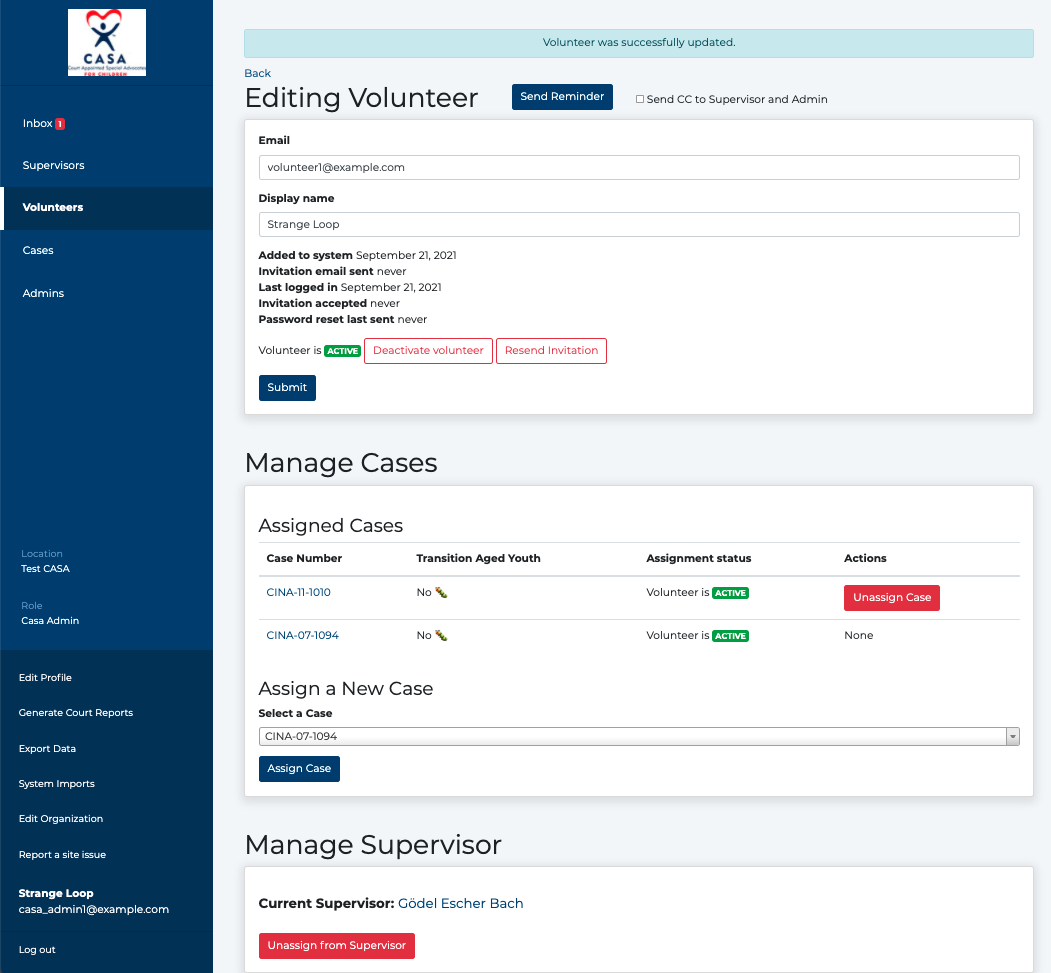 CASA
Court Appointed Special Advocates
FOR CHILDREN
Inbox 1
Supervisors
Volunteers
Cases
Admins
Location
Test CASA
Role
Casa Admin
Edit Profile
Generate Court Reports
Export Data
System Imports
Edit Organization
Report a site issue
Strange Loop
casa_admin1@example.com
Log out
Volunteer was successfully updated.
Back
Editing Volunteer Send Reminder Send CC to Supervisor and Admin
Email
volunteer1@example.com
Display name
Strange Loop
Added to system September 21, 2021
Invitation email sent never
Last logged in September 21, 2021
Invitation accepted never
Password reset last sent never
Volunteer is ACTIVE Deactivate volunteer Resend Invitation
Submit
Manage Cases
Assigned Cases
Case Number Transition Aged Youth Assignment status Actions
CINA-11-1010 No 🐛 Volunteer is ACTIVE Unassign Case
CINA-07-1094 No 🐛 Volunteer is ACTIVE None
Assign a New Case
Select a Case
CINA-07-1094
Assign Case
Manage Supervisor
Current Supervisor: Gödel Escher Bach
Unassign from Supervisor